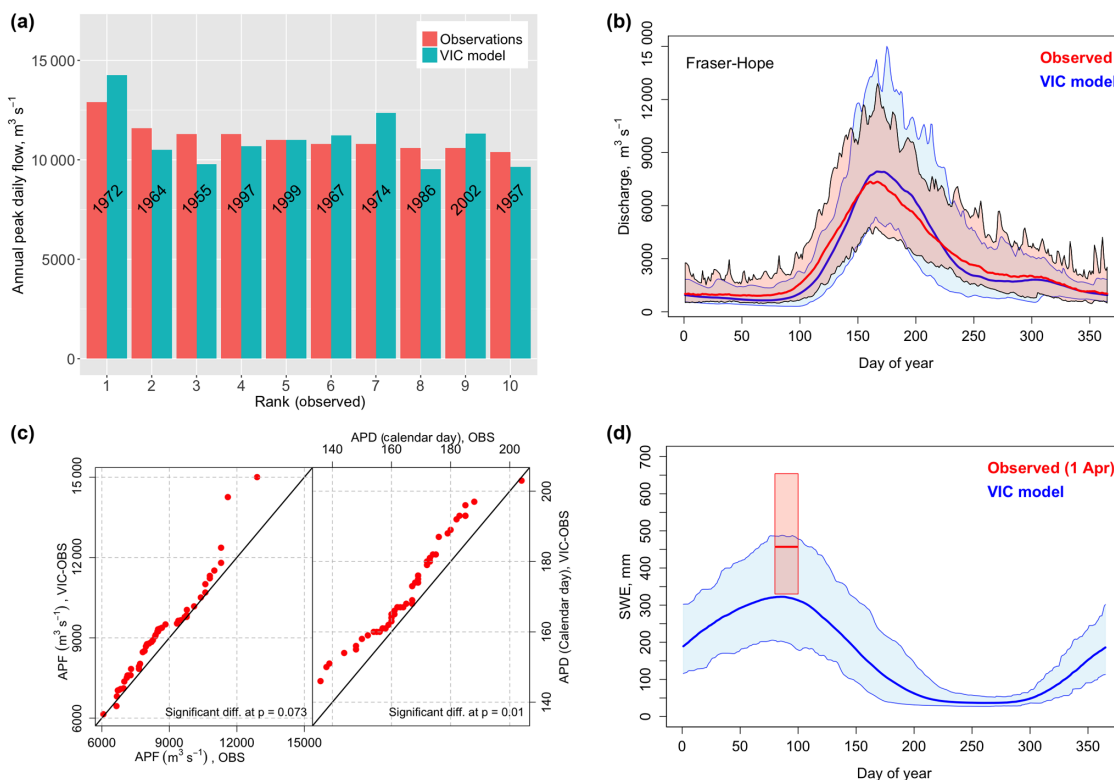 (a)
Annual peak daily flow, m³ s⁻¹
15 000
10 000
5000
0
Observations
VIC model
1972
1964
1955
1997
1999
1967
1974
1986
2002
1957
1 2 3 4 5 6 7 8 9 10
Rank (observed)
(b)
Fraser-Hope
Observed
VIC model
Discharge, m³ s⁻¹
15 000
12 000
9000
6000
3000
0
0 50 100 150 200 250 300 350
Day of year
(c)
APD (calendar day), OBS
140 160 180 200
APF (m³ s⁻¹) , VIC-OBS
15 000
12 000
9000
6000
Significant diff. at p = 0.073
Significant diff. at p = 0.01
200
180
160
140
APD (Calendar day), VIC-OBS
6000 9000 12 000 15 000
APF (m³ s⁻¹) , OBS
(d)
Observed (1 Apr)
VIC model
SWE, mm
700
600
500
400
300
200
100
0
0 50 100 150 200 250 300 350
Day of year